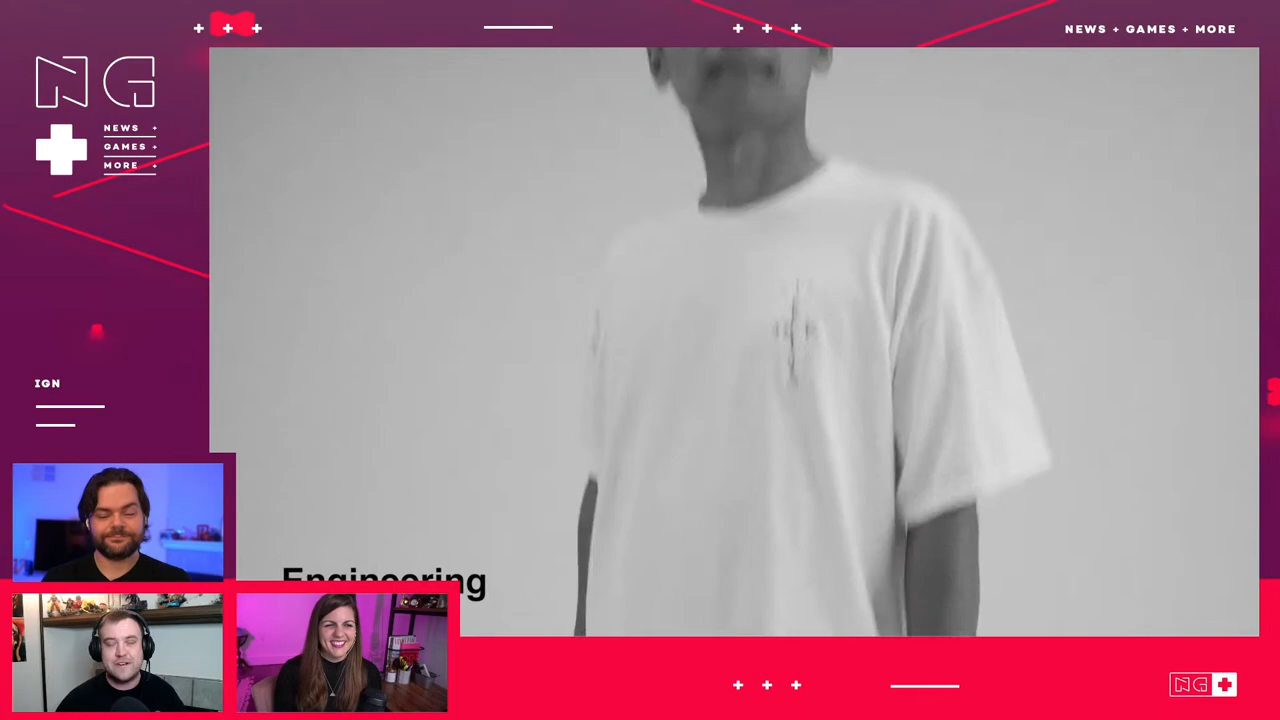 NEWS + GAMES + MORE
NG
NEWS +
GAMES +
MORE +
IGN
Engineering
NG+